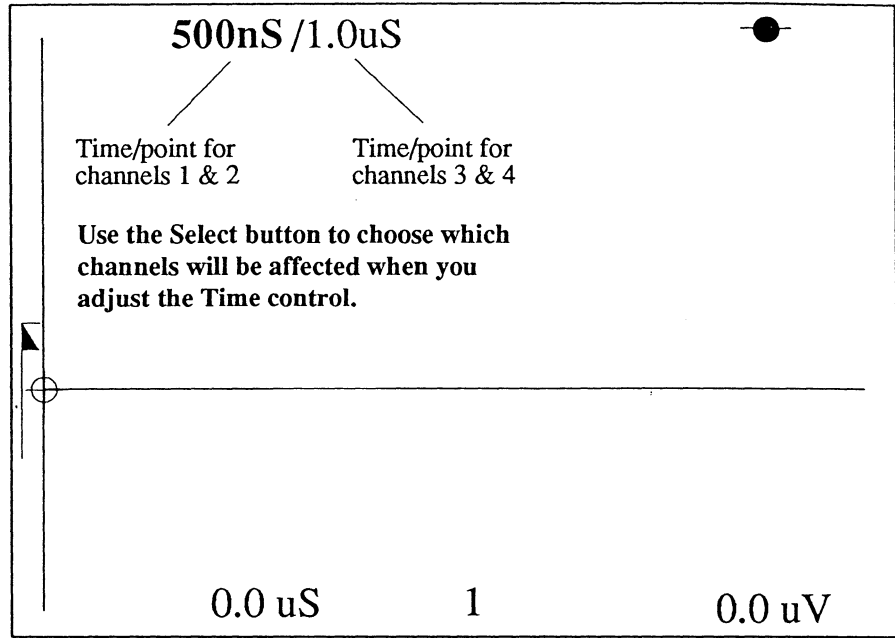 500nS /1.0uS
Time/point for
channels 1 & 2
Time/point for
channels 3 & 4
Use the Select button to choose which
channels will be affected when you
adjust the Time control.
0.0 uS 1 0.0 uV